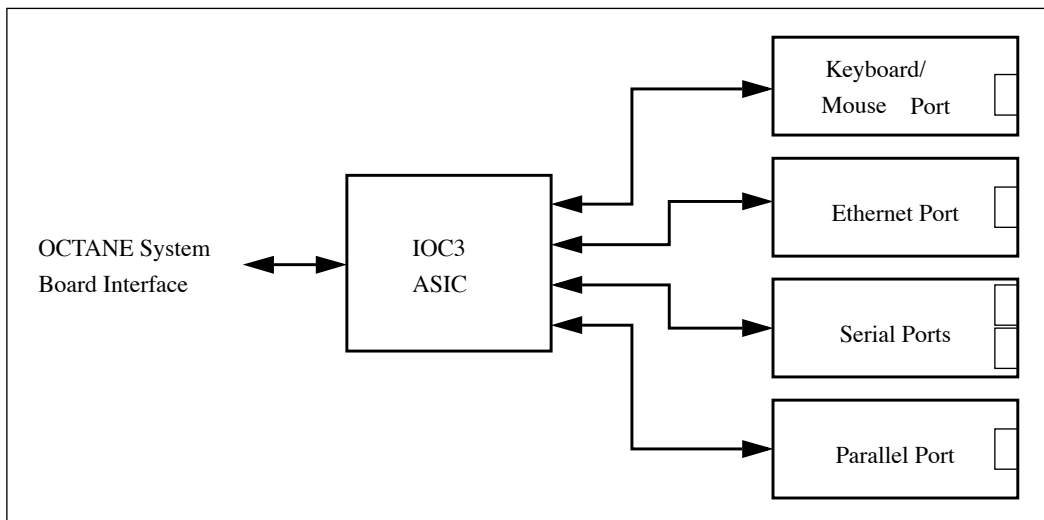 Keyboard/
Mouse Port
Ethernet Port
OCTANE System
Board Interface
IOC3
ASIC
Serial Ports
Parallel Port